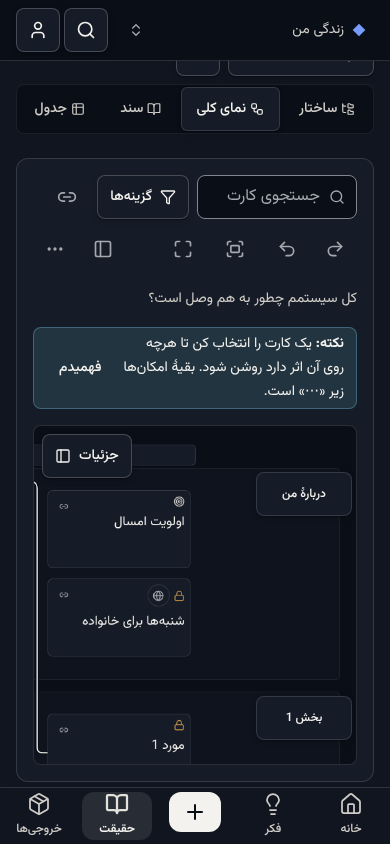 زندگی من
ساختار
نمای کلی
سند
جدول
جستجوی کارت
گزینه‌ها
کل سیستمم چطور به هم وصل است؟
نکته: یک کارت را انتخاب کن تا هرچه
روی آن اثر دارد روشن شود. بقیهٔ امکان‌ها
زیر «⋯» است.
فهمیدم
جزئیات
دربارهٔ من
اولویت امسال
شنبه‌ها برای خانواده
بخش 1
مورد 1
خانه
فکر
حقیقت
خروجی‌ها